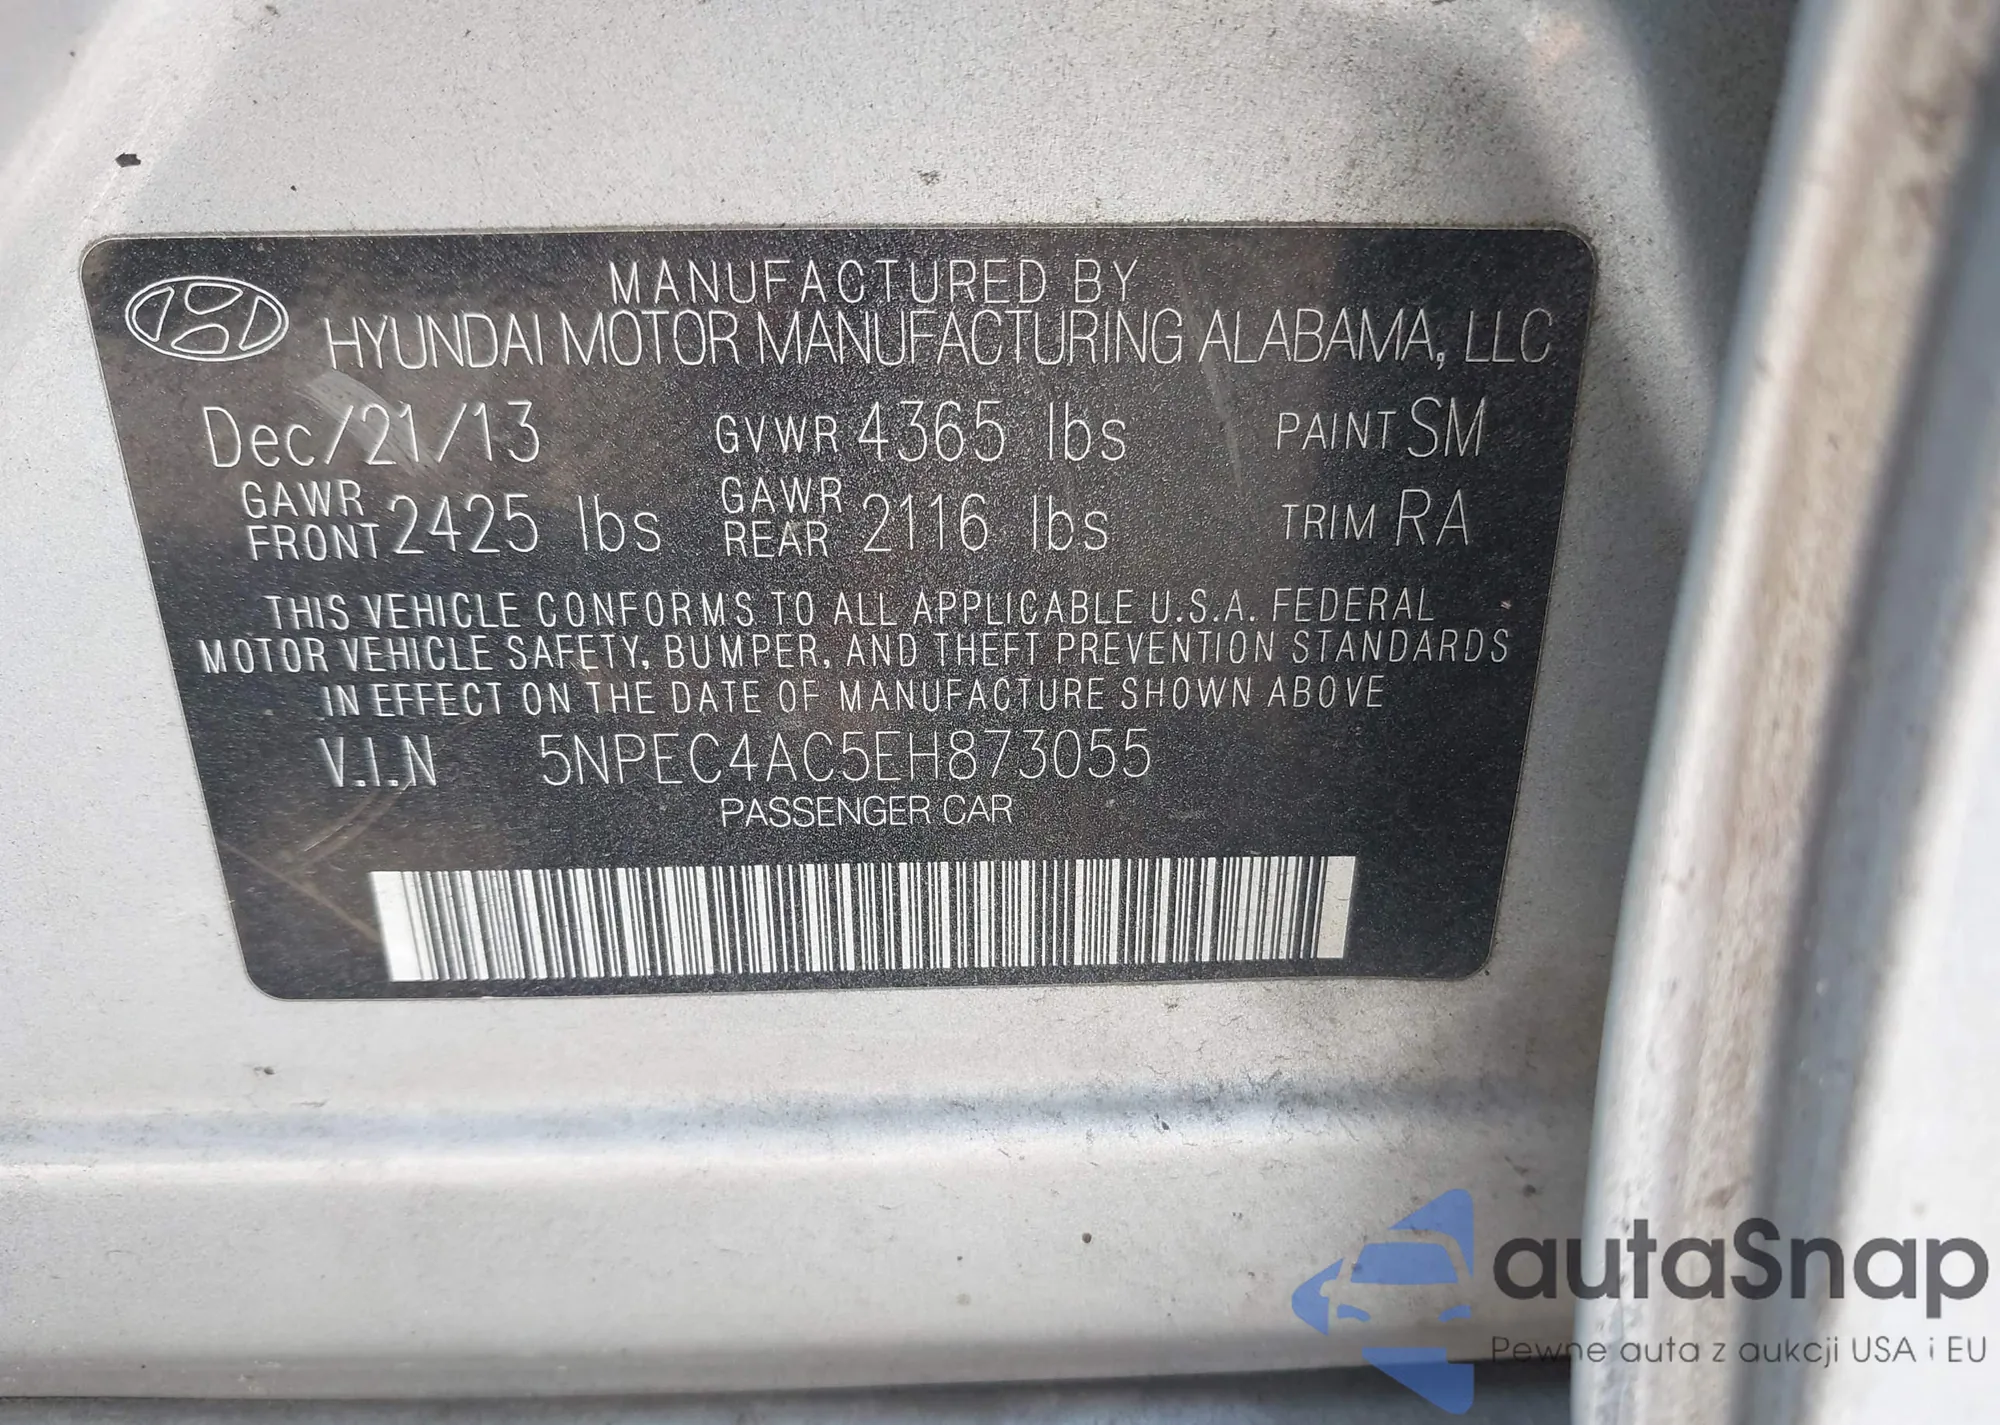 MANUFACTURED BY
HYUNDAI MOTOR MANUFACTURING ALABAMA, LLC
Dec/21/13 GVWR 4365 lbs PAINT SM
GAWR FRONT 2425 lbs GAWR REAR 2116 lbs TRIM RA
THIS VEHICLE CONFORMS TO ALL APPLICABLE U.S.A. FEDERAL
MOTOR VEHICLE SAFETY, BUMPER, AND THEFT PREVENTION STANDARDS
IN EFFECT ON THE DATE OF MANUFACTURE SHOWN ABOVE
V.I.N 5NPEC4AC5EH873055
PASSENGER CAR
autaSnap
Pewne auta z aukcji USA i EU